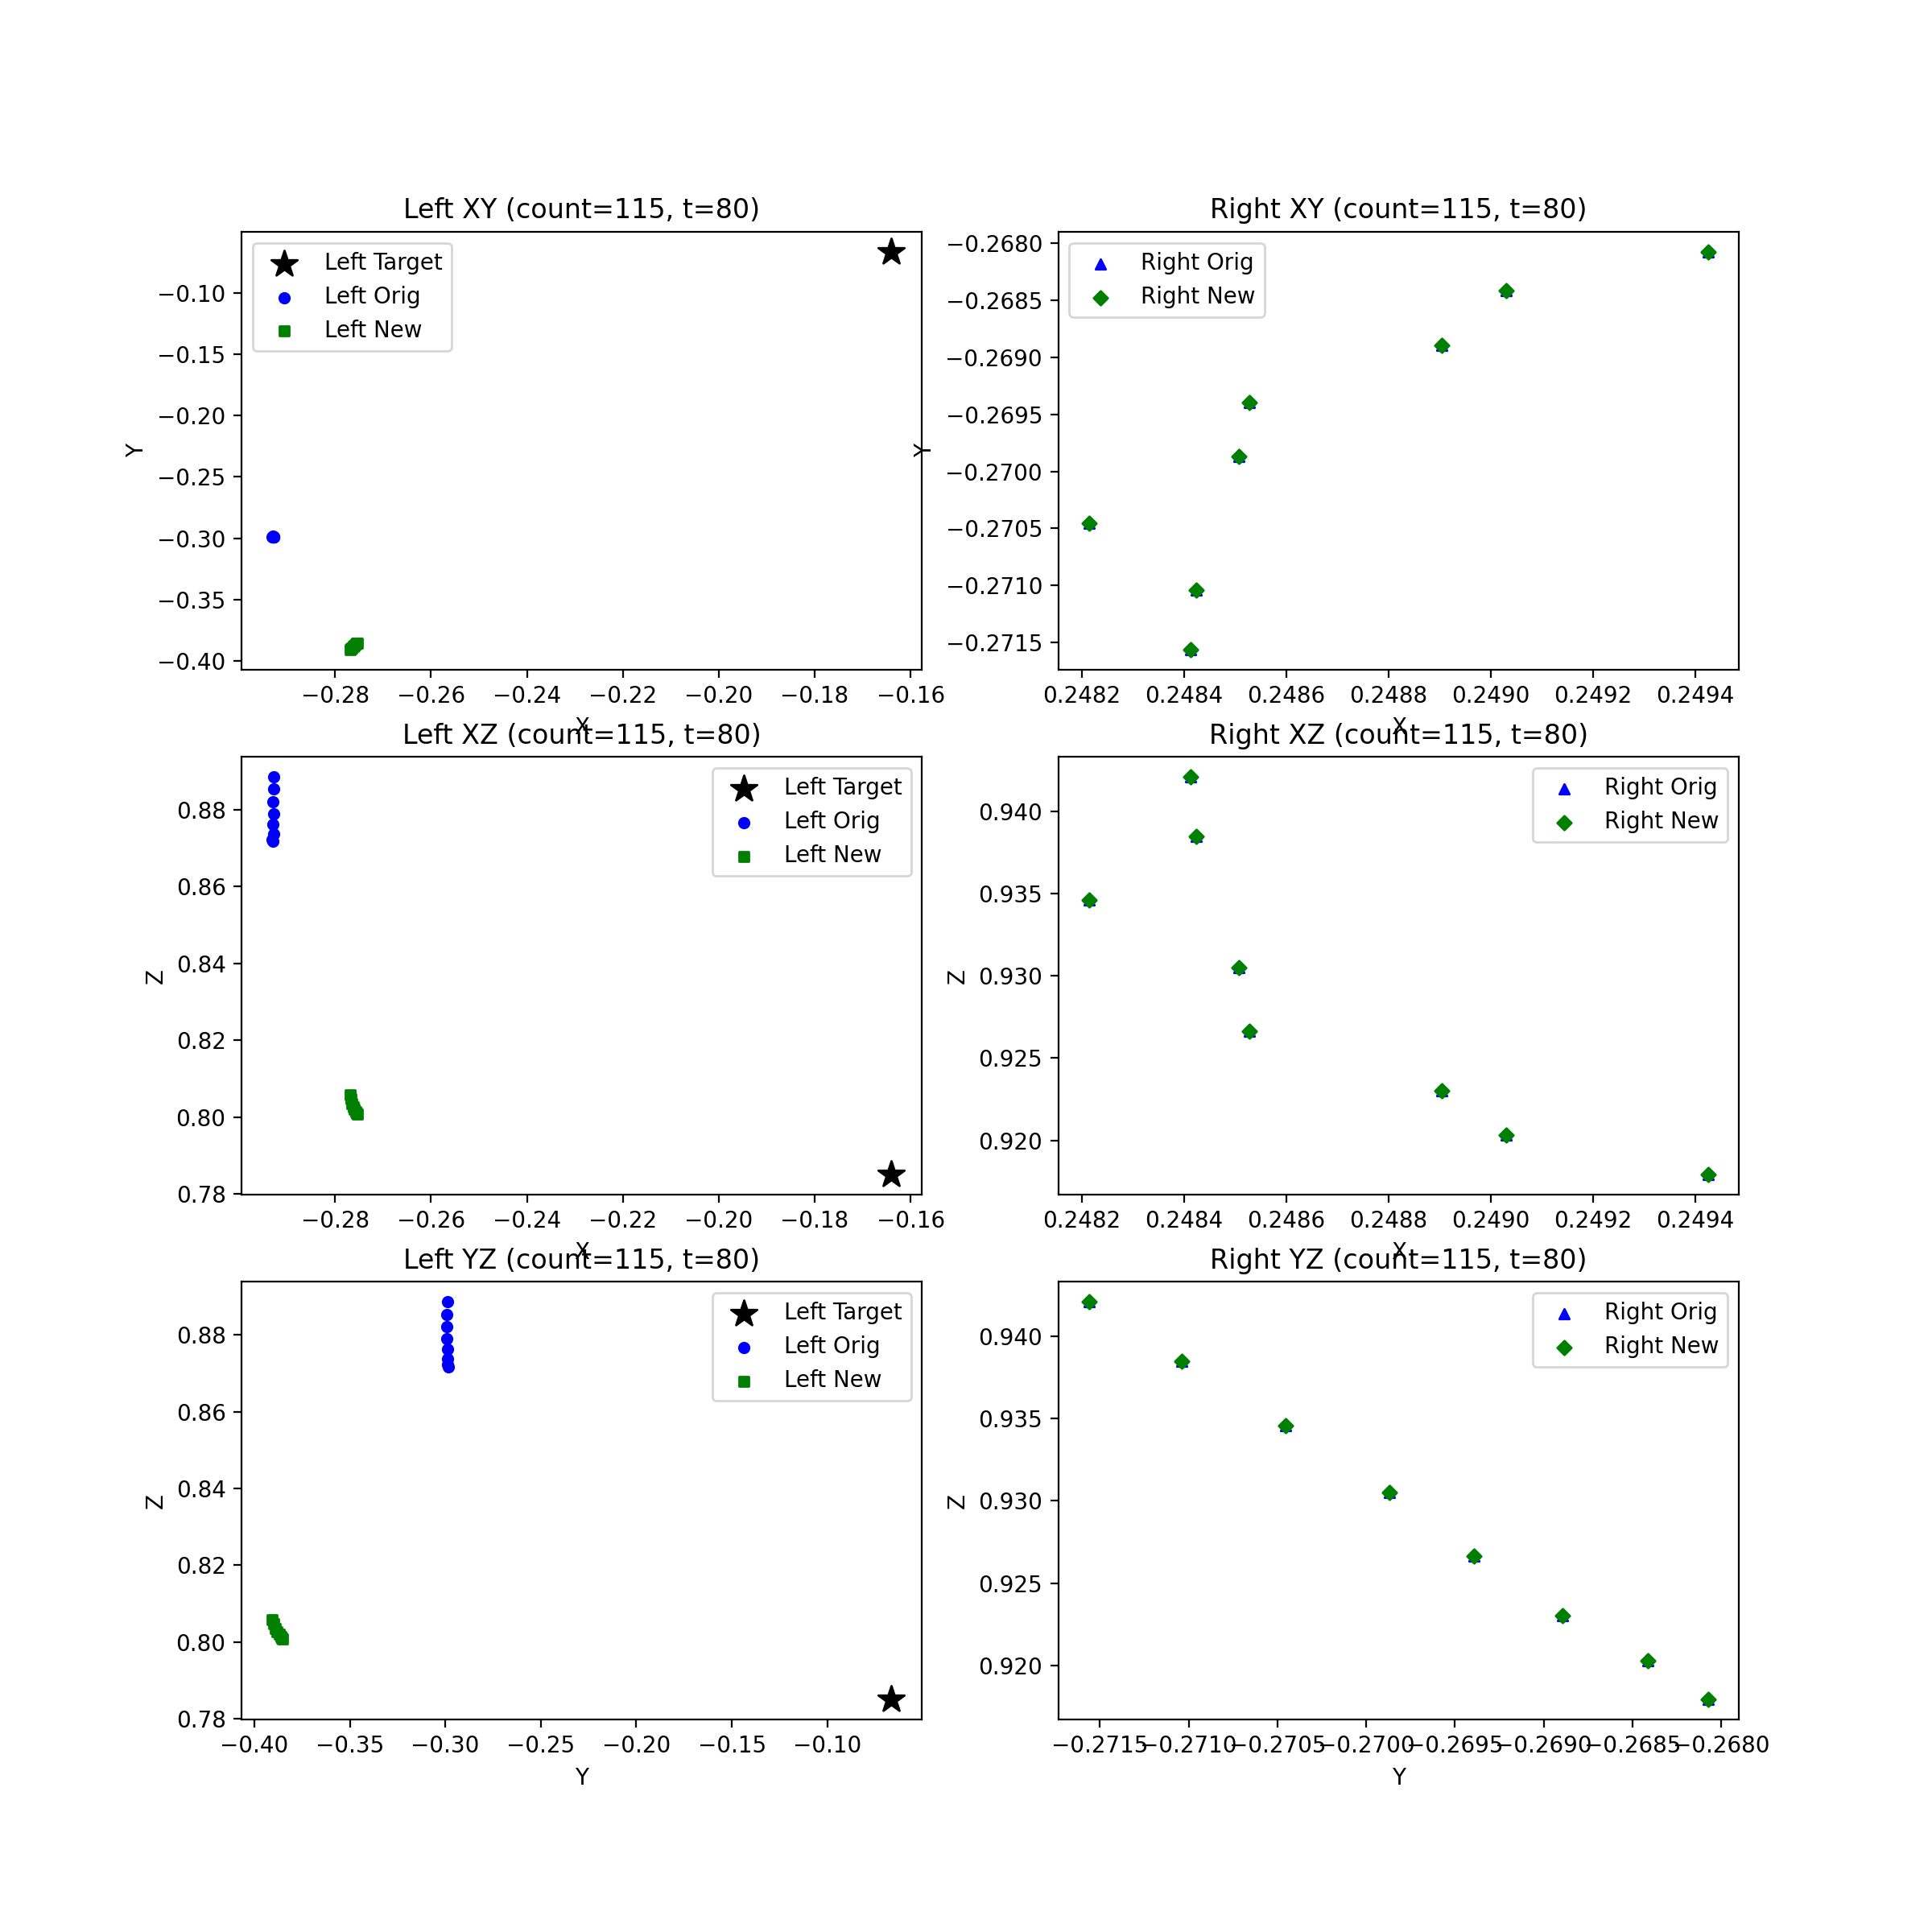 Left XY (count=115, t=80)
Left Target
Left Orig
Left New
−0.10
−0.15
−0.20
−0.25
−0.30
−0.35
−0.40
Y
−0.28 −0.26 −0.24 −0.22 −0.20 −0.18 −0.16
X
Right XY (count=115, t=80)
Right Orig
Right New
−0.2680
−0.2685
−0.2690
−0.2695
−0.2700
−0.2705
−0.2710
−0.2715
Y
0.2482 0.2484 0.2486 0.2488 0.2490 0.2492 0.2494
X
Left XZ (count=115, t=80)
Left Target
Left Orig
Left New
0.88
0.86
0.84
0.82
0.80
0.78
Z
−0.28 −0.26 −0.24 −0.22 −0.20 −0.18 −0.16
X
Right XZ (count=115, t=80)
Right Orig
Right New
0.940
0.935
0.930
0.925
0.920
Z
0.2482 0.2484 0.2486 0.2488 0.2490 0.2492 0.2494
X
Left YZ (count=115, t=80)
Left Target
Left Orig
Left New
0.88
0.86
0.84
0.82
0.80
0.78
Z
−0.40 −0.35 −0.30 −0.25 −0.20 −0.15 −0.10
Y
Right YZ (count=115, t=80)
Right Orig
Right New
0.940
0.935
0.930
0.925
0.920
Z
−0.2715 −0.2710 −0.2705 −0.2700 −0.2695 −0.2690 −0.2685 −0.2680
Y